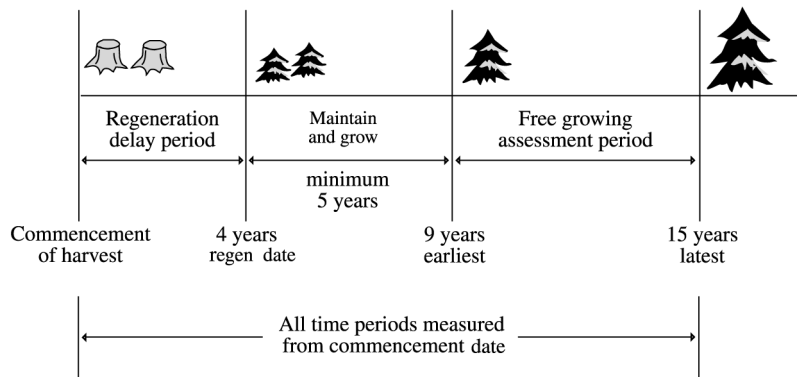 Regeneration
delay period
Maintain
and grow
Free growing
assessment period
minimum
5 years
Commencement
of harvest
4 years
regen date
9 years
earliest
15 years
latest
All time periods measured
from commencement date